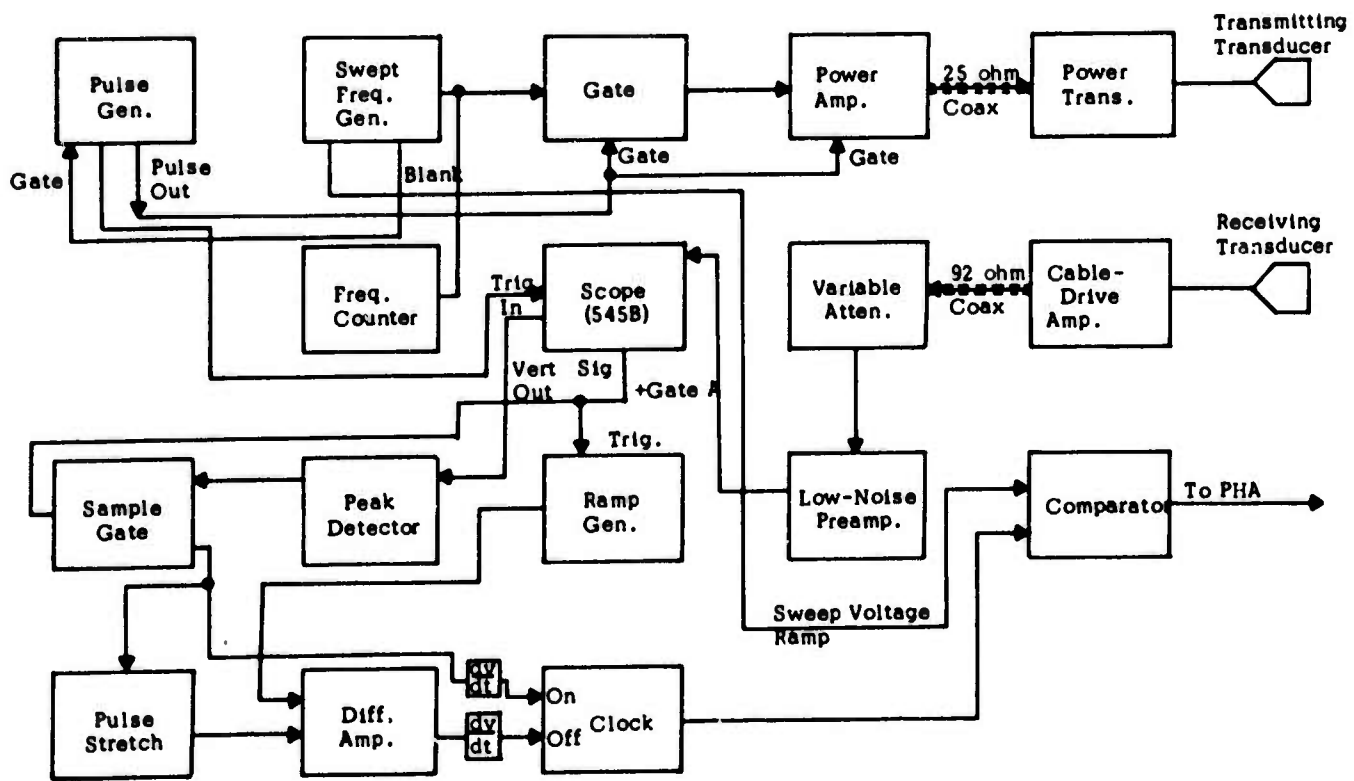 Transmitting
Transducer
Pulse
Gen.
Swept
Freq.
Gen.
Gate
Power
Amp.
25 ohm
Coax
Power
Trans.
Gate
Pulse
Out
Blank
Gate
Gate
Receiving
Transducer
Freq.
Counter
Trig
In
Scope
(545B)
Variable
Atten.
92 ohm
Coax
Cable-
Drive
Amp.
Vert
Out
Sig
+Gate A
Trig.
Sample
Gate
Peak
Detector
Ramp
Gen.
Low-Noise
Preamp.
Comparator
To PHA
Sweep Voltage
Ramp
Pulse
Stretch
Diff.
Amp.
dv
dt
dv
dt
On
Off
Clock